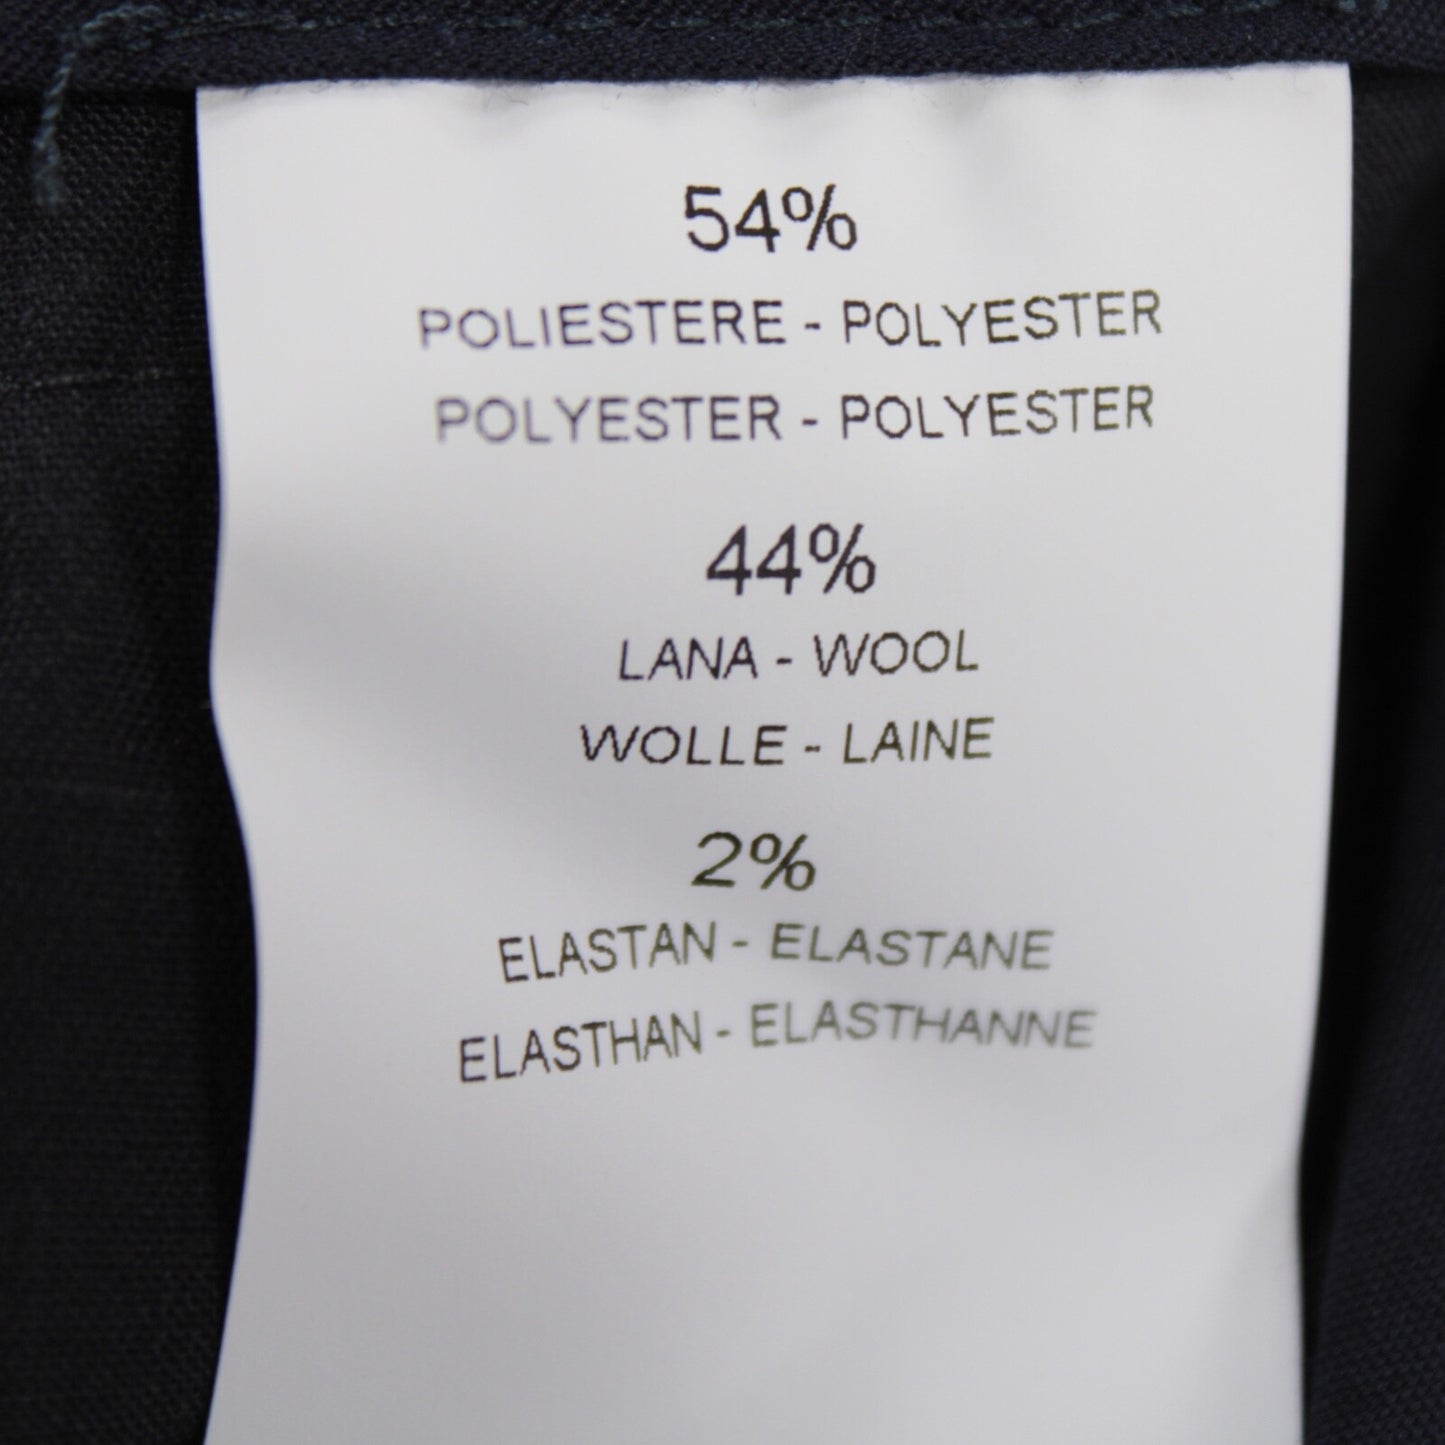 54%
POLIESTERE - POLYESTER
POLYESTER - POLYESTER
44%
LANA - WOOL
WOLLE - LAINE
2%
ELASTAN - ELASTANE
ELASTHAN - ELASTHANNE